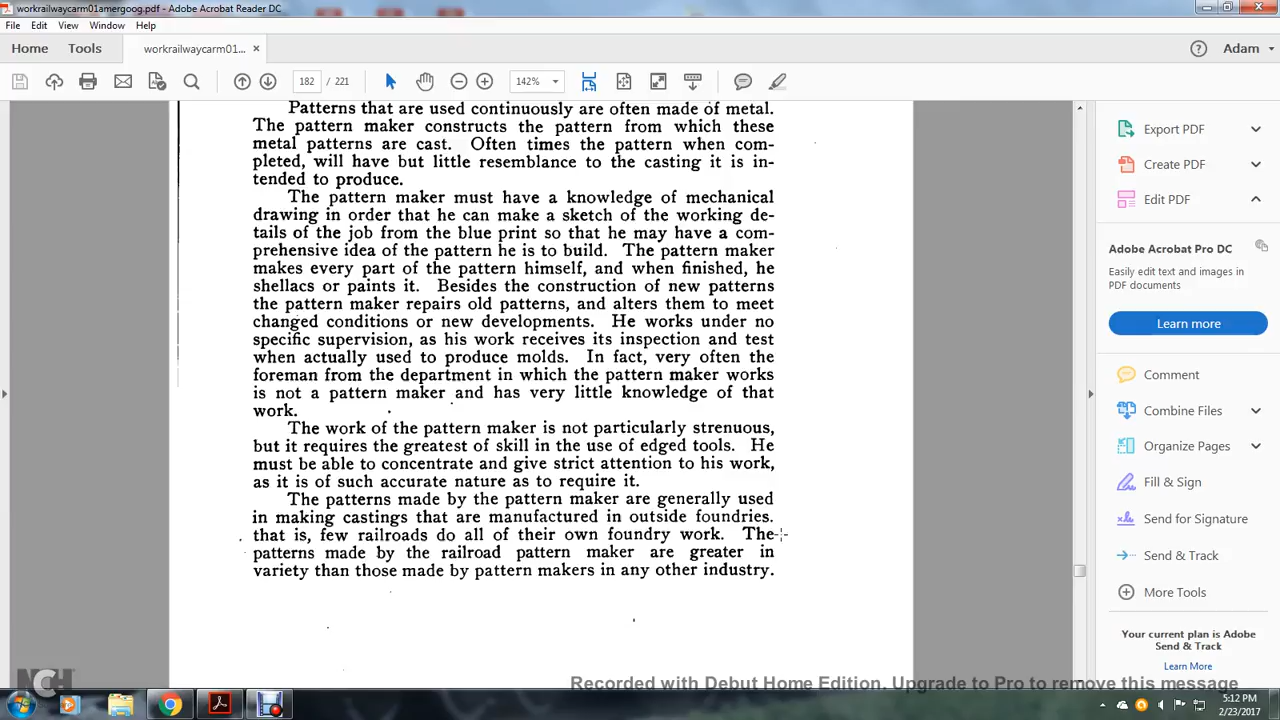 workrailwaycarm01amergoog.pdf - Adobe Acrobat Reader DC
File Edit View Window Help
Home Tools workrailwaycarm01... × Adam
182 / 221 142%
Patterns that are used continuously are often made of metal.
The pattern maker constructs the pattern from which these
metal patterns are cast. Often times the pattern when com-
pleted, will have but little resemblance to the casting it is in-
tended to produce.
The pattern maker must have a knowledge of mechanical
drawing in order that he can make a sketch of the working de-
tails of the job from the blue print so that he may have a com-
prehensive idea of the pattern he is to build. The pattern maker
makes every part of the pattern himself, and when finished, he
shellacs or paints it. Besides the construction of new patterns
the pattern maker repairs old patterns, and alters them to meet
changed conditions or new developments. He works under no
specific supervision, as his work receives its inspection and test
when actually used to produce molds. In fact, very often the
foreman from the department in which the pattern maker works
is not a pattern maker and has very little knowledge of that
work.
The work of the pattern maker is not particularly strenuous,
but it requires the greatest of skill in the use of edged tools. He
must be able to concentrate and give strict attention to his work,
as it is of such accurate nature as to require it.
The patterns made by the pattern maker are generally used
in making castings that are manufactured in outside foundries.
that is, few railroads do all of their own foundry work. The
patterns made by the railroad pattern maker are greater in
variety than those made by pattern makers in any other industry.
Export PDF
Create PDF
Edit PDF
Adobe Acrobat Pro DC
Easily edit text and images in
PDF documents
Learn more
Comment
Combine Files
Organize Pages
Fill & Sign
Send for Signature
Send & Track
More Tools
Your current plan is Adobe
Send & Track
Learn More
NCH
Recorded with Debut Home Edition. Upgrade to Pro to remove this message
5:12 PM
2/23/2017